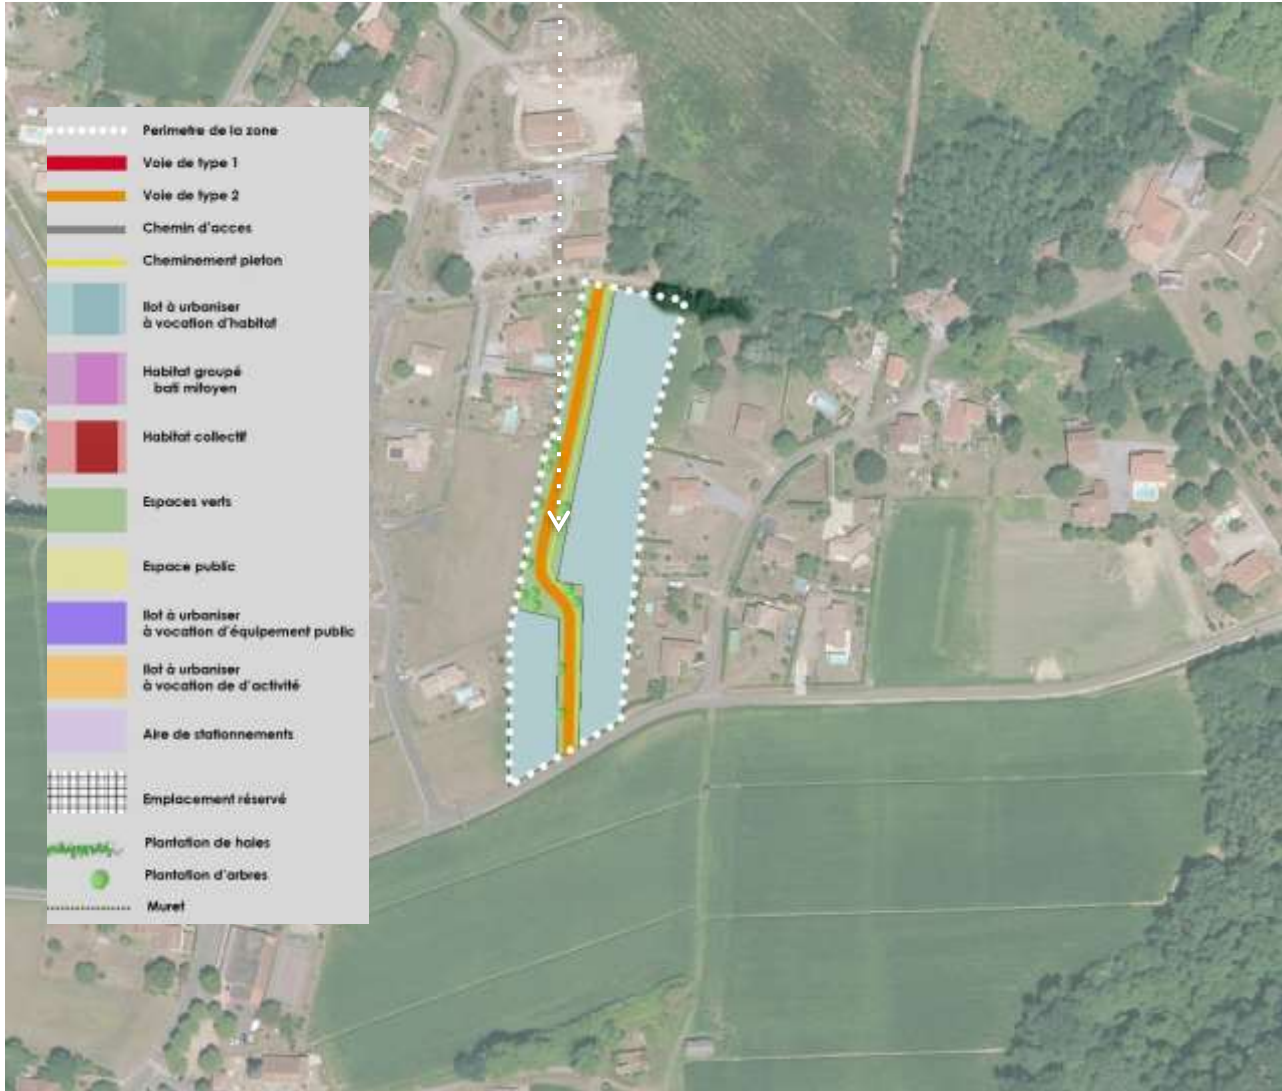 Perimetre de la zone
Voie de type 1
Voie de type 2
Chemin d'acces
Cheminement pieton
Ilot à urbaniser
à vocation d'habitat
Habitat groupé
bati mitoyen
Habitat collectif
Espaces verts
Espace public
Ilot à urbaniser
à vocation d'équipement public
Ilot à urbaniser
à vocation de d'activité
Aire de stationnements
Emplacement réservé
Plantation de haies
Plantation d'arbres
Muret